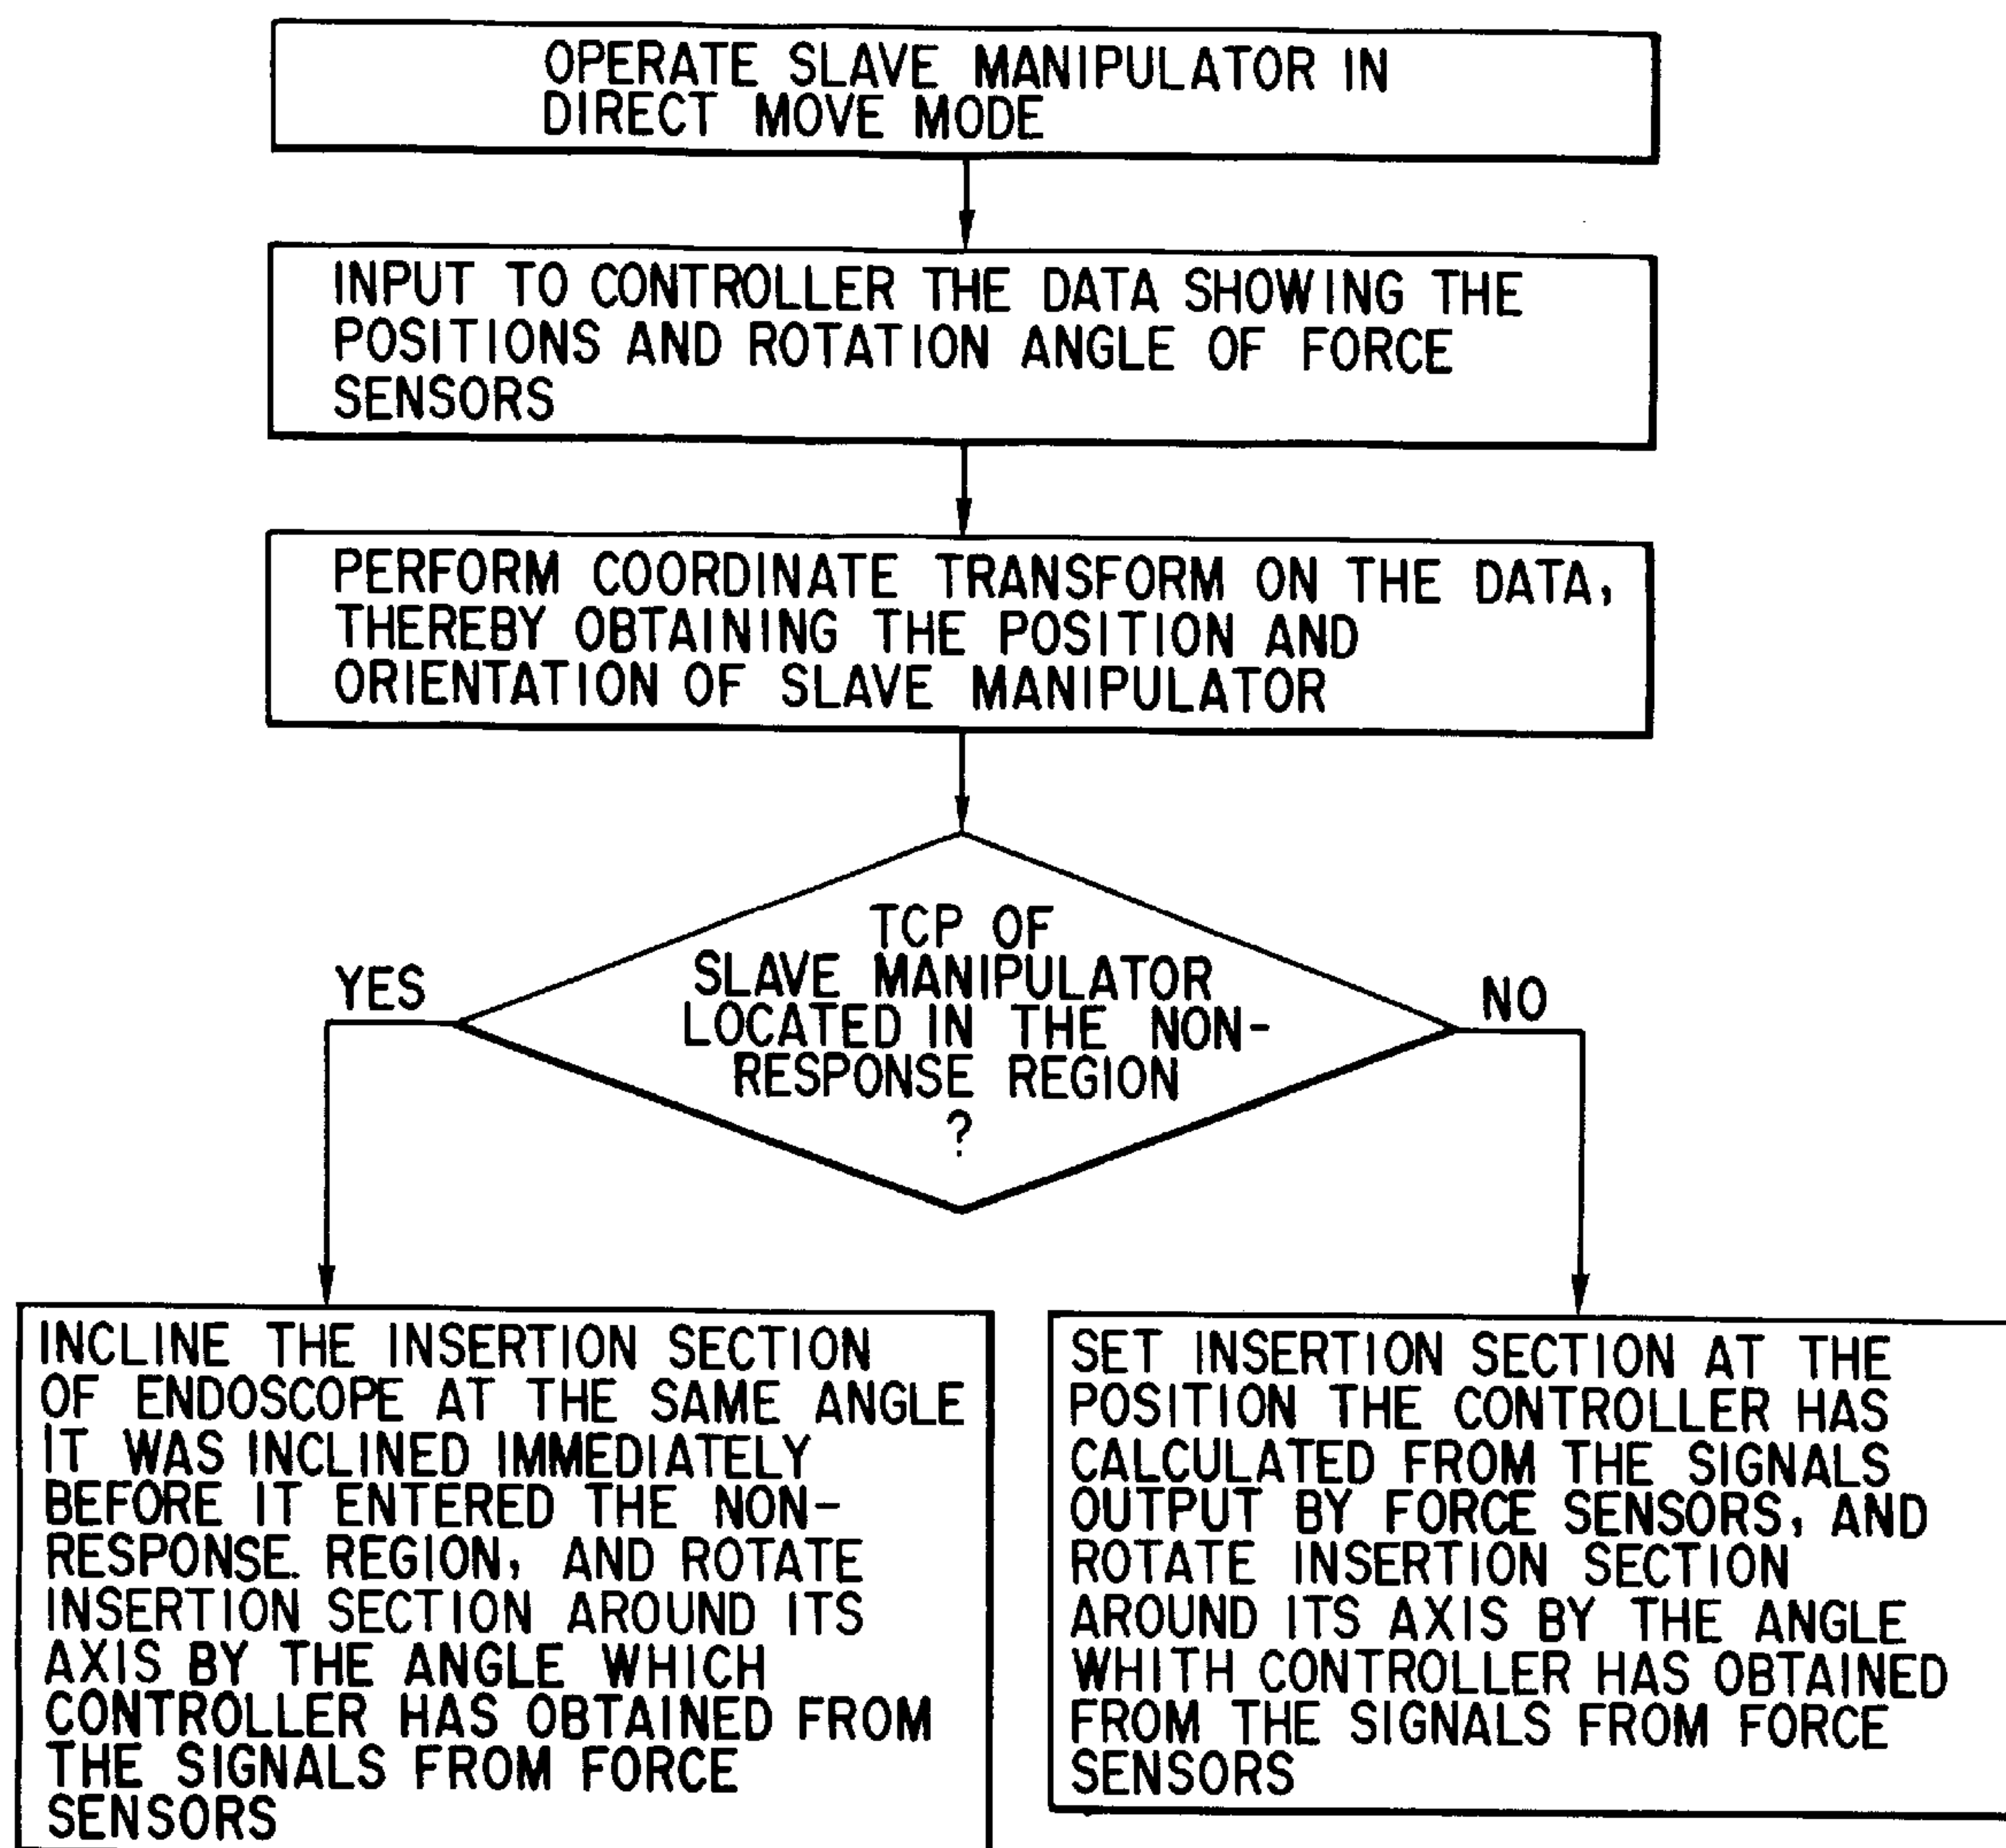 OPERATE SLAVE MANIPULATOR IN
DIRECT MOVE MODE
INPUT TO CONTROLLER THE DATA SHOWING THE
POSITIONS AND ROTATION ANGLE OF FORCE
SENSORS
PERFORM COORDINATE TRANSFORM ON THE DATA,
THEREBY OBTAINING THE POSITION AND
ORIENTATION OF SLAVE MANIPULATOR
TCP OF
SLAVE MANIPULATOR
LOCATED IN THE NON-
RESPONSE REGION
?
YES
NO
INCLINE THE INSERTION SECTION
OF ENDOSCOPE AT THE SAME ANGLE
IT WAS INCLINED IMMEDIATELY
BEFORE IT ENTERED THE NON-
RESPONSE. REGION, AND ROTATE
INSERTION SECTION AROUND ITS
AXIS BY THE ANGLE WHICH
CONTROLLER HAS OBTAINED FROM
THE SIGNALS FROM FORCE
SENSORS
SET INSERTION SECTION AT THE
POSITION THE CONTROLLER HAS
CALCULATED FROM THE SIGNALS
OUTPUT BY FORCE SENSORS, AND
ROTATE INSERTION SECTION
AROUND ITS AXIS BY THE ANGLE
WHITH CONTROLLER HAS OBTAINED
FROM THE SIGNALS FROM FORCE
SENSORS